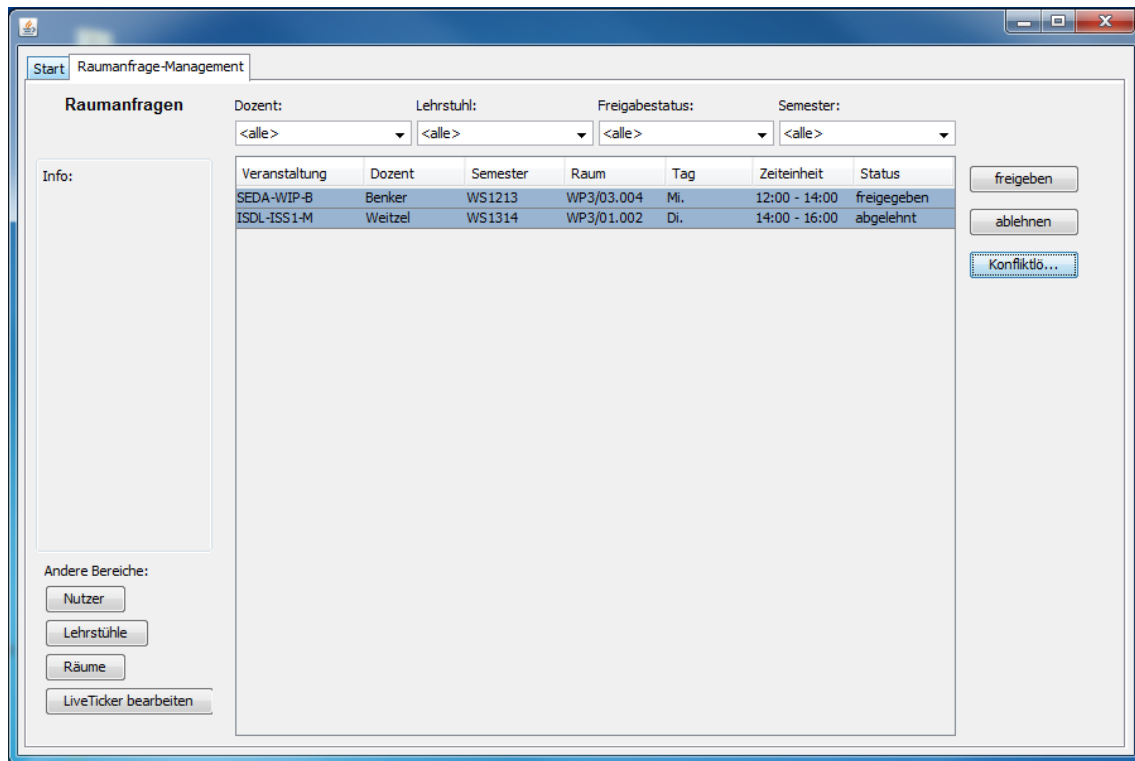 Start Raumanfrage-Management
Raumanfragen
Dozent: Lehrstuhl: Freigabestatus: Semester:
<alle> <alle> <alle> <alle>
Info:
Veranstaltung Dozent Semester Raum Tag Zeiteinheit Status
SEDA-WIP-B Benker WS1213 WP3/03.004 Mi. 12:00 - 14:00 freigegeben
ISDL-ISS1-M Weitzel WS1314 WP3/01.002 Di. 14:00 - 16:00 abgelehnt
freigeben
ablehnen
Konfliktlö...
Andere Bereiche:
Nutzer
Lehrstühle
Räume
LiveTicker bearbeiten